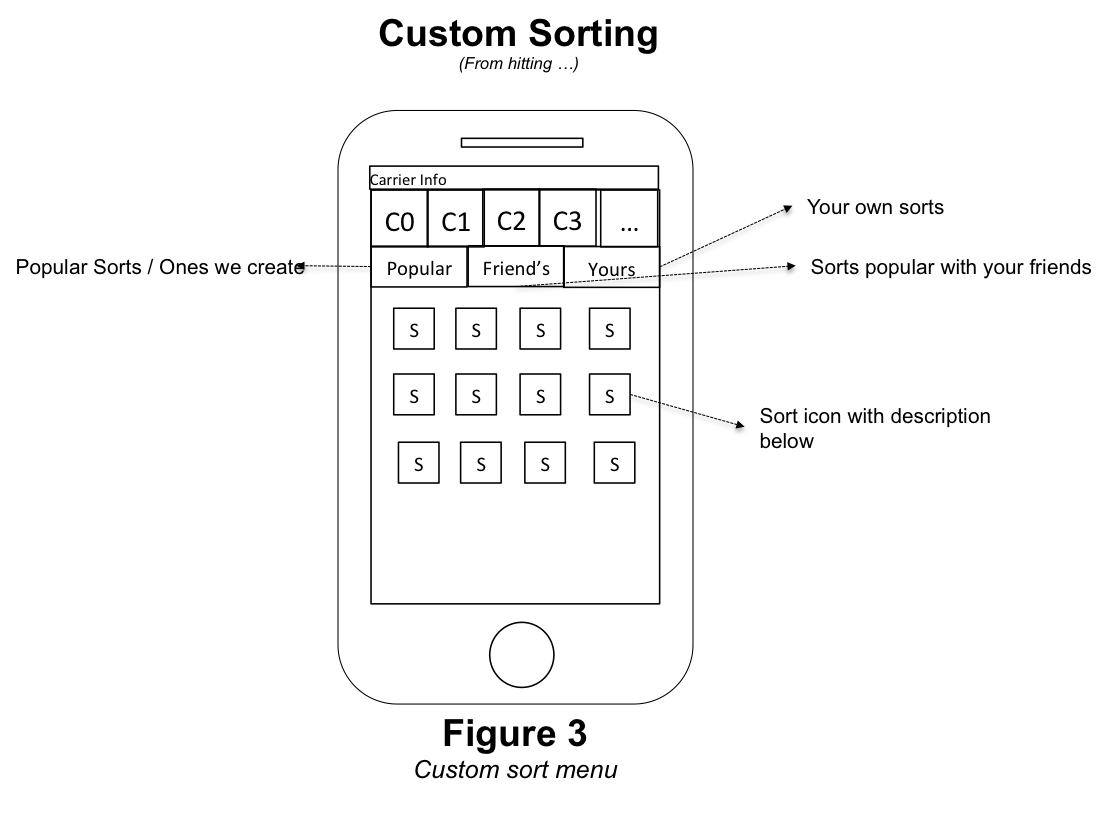 Custom Sorting
(From hitting …)
Carrier Info
C0 C1 C2 C3 ...
Your own sorts
Popular Sorts / Ones we create
Popular Friend’s Yours
Sorts popular with your friends
S S S S
S S S S
Sort icon with description
below
S S S S
Figure 3
Custom sort menu